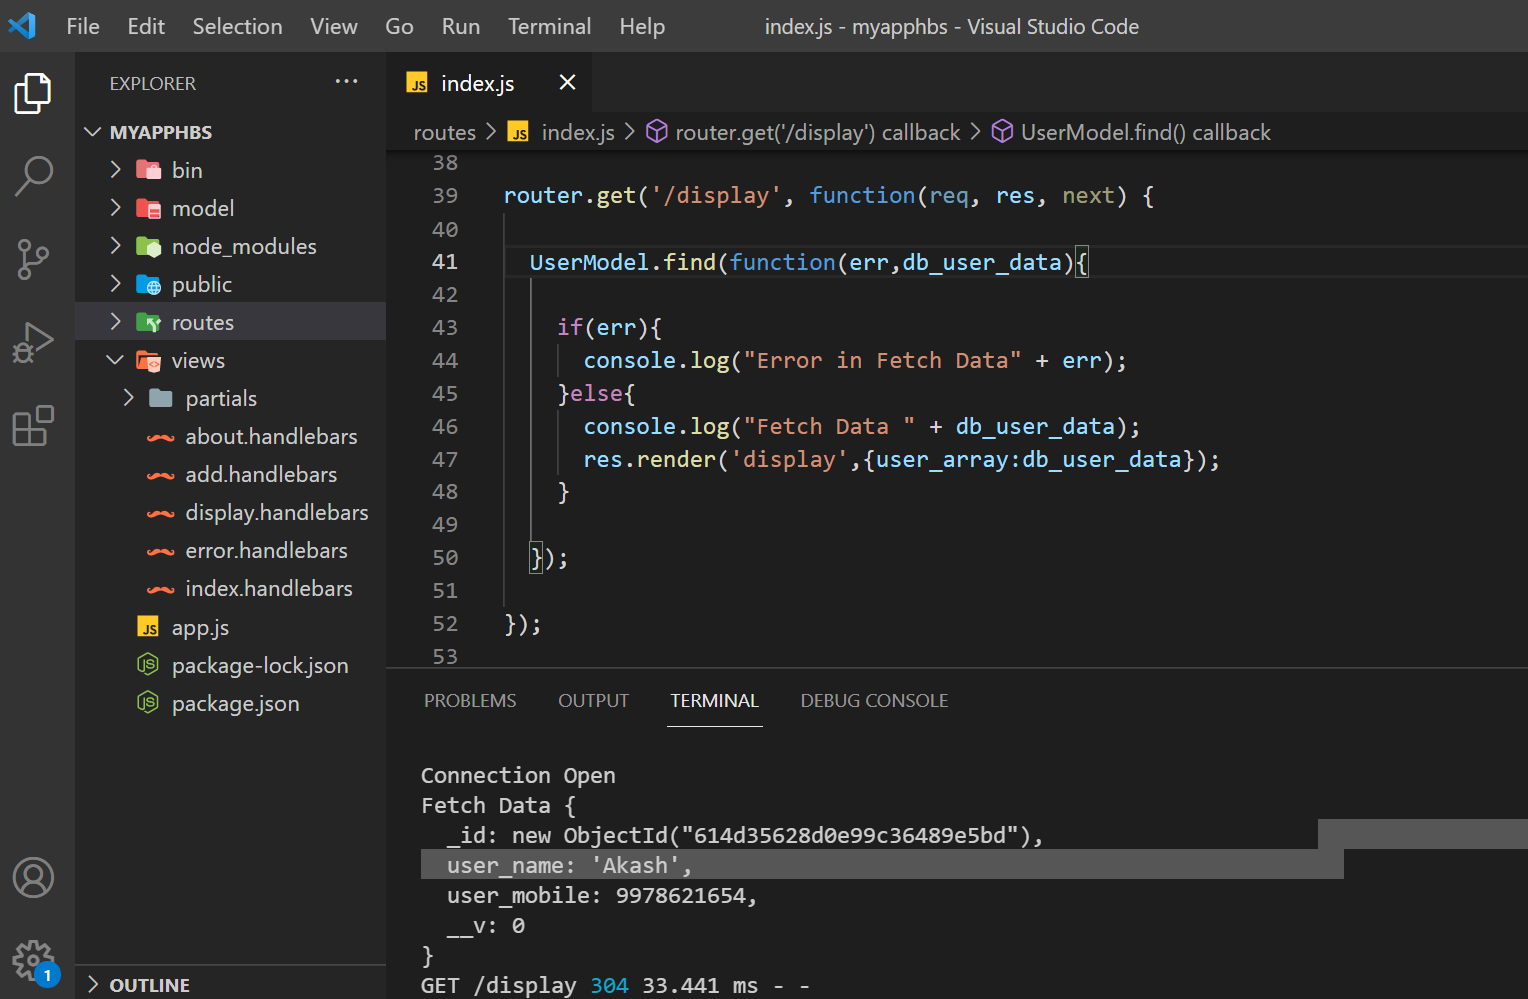 File Edit Selection View Go Run Terminal Help index.js - myapphbs - Visual Studio Code
EXPLORER ···
MYAPPHBS
bin
model
node_modules
public
routes
views
partials
about.handlebars
add.handlebars
display.handlebars
error.handlebars
index.handlebars
JS app.js
package-lock.json
package.json
OUTLINE
1
JS index.js
routes > JS index.js > router.get('/display') callback > UserModel.find() callback
38
39 router.get('/display', function(req, res, next) {
40
41 UserModel.find(function(err,db_user_data){
42
43 if(err){
44 console.log("Error in Fetch Data" + err);
45 }else{
46 console.log("Fetch Data " + db_user_data);
47 res.render('display',{user_array:db_user_data});
48 }
49
50 });
51
52 });
53
PROBLEMS OUTPUT TERMINAL DEBUG CONSOLE
Connection Open
Fetch Data {
_id: new ObjectId("614d35628d0e99c36489e5bd"),
user_name: 'Akash',
user_mobile: 9978621654,
__v: 0
}
GET /display 304 33.441 ms - -